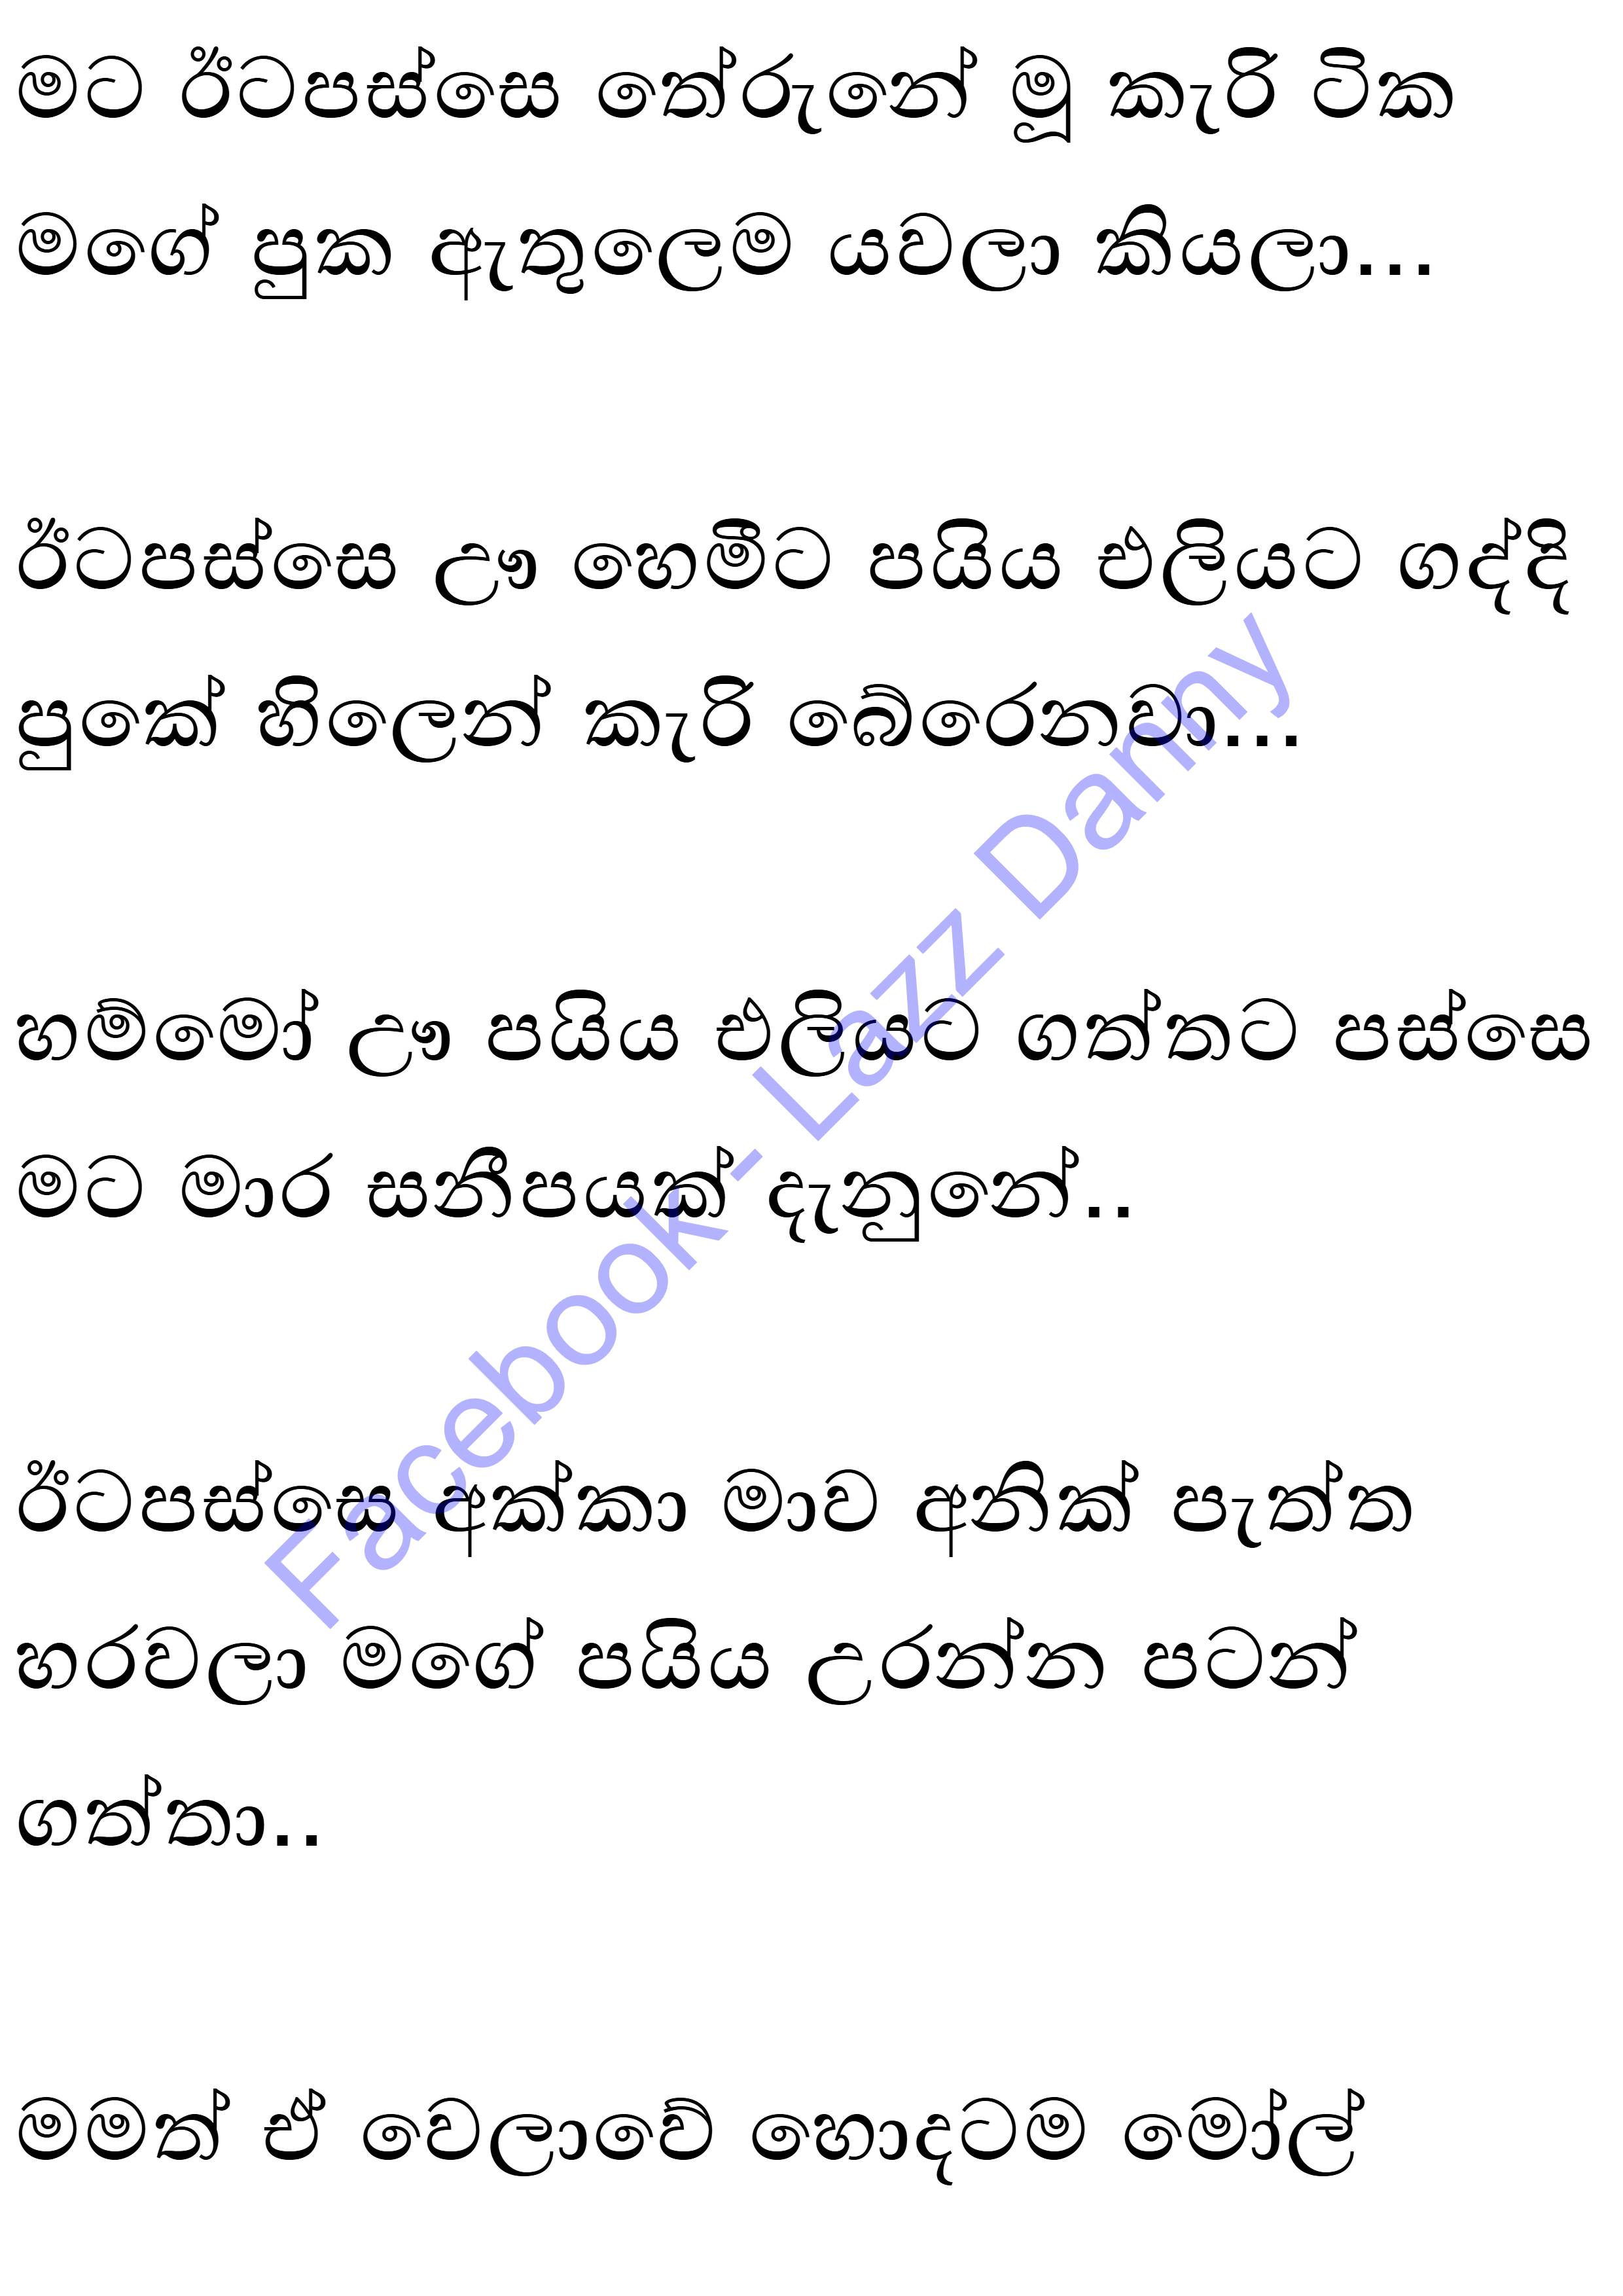 මට ඊටපස්සෙ තේරුනේ මූ කැරි ටික
මගේ පුක ඇතුලෙම යවලා කියලා...
ඊටපස්සෙ ඌ හෙමීට පයිය එලියට ගද්දි
පුකේ හිලෙන් කැරි බේරෙනවා...
හම්මෝ ඌ පයිය එලියට ගත්තට පස්සෙ
මට මාර සනීපයක් දැනුනේ..
ඊටපස්සෙ අක්කා මාව අනික් පැත්ත
හරවලා මගේ පයිය උරන්න පටන්
ගත්තා..
මමත් ඒ වෙලාවේ හොදටම මෝල්
Facebook- Lazz Danny